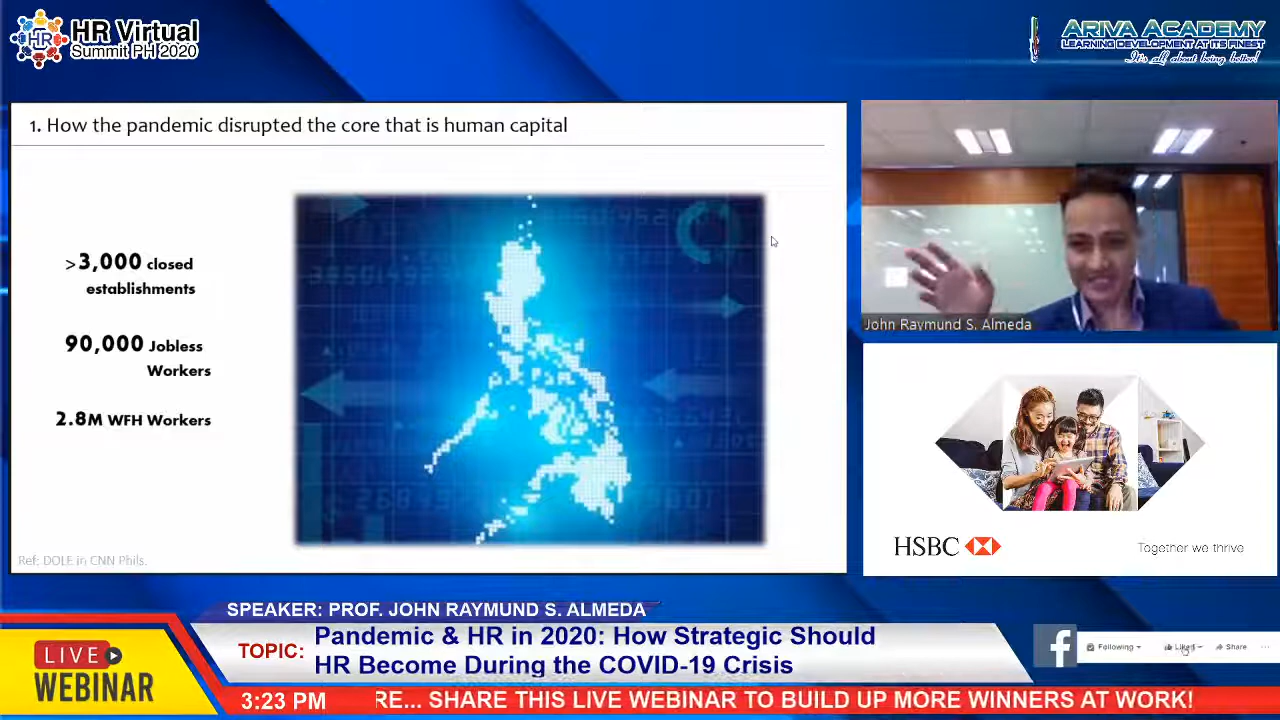 HR Virtual
Summit PH 2020
HR
ARIVA ACADEMY
LEARNING DEVELOPMENT AT ITS FINEST
It's all about being better!
1. How the pandemic disrupted the core that is human capital
>3,000 closed
establishments
90,000 Jobless
Workers
2.8M WFH Workers
Ref: DOLE in CNN Phils.
John Raymund S. Almeda
HSBC
Together we thrive
SPEAKER: PROF. JOHN RAYMUND S. ALMEDA
TOPIC:
Pandemic & HR in 2020: How Strategic Should
HR Become During the COVID-19 Crisis
Following
Liked
Share
LIVE
WEBINAR
3:23 PM
RE... SHARE THIS LIVE WEBINAR TO BUILD UP MORE WINNERS AT WORK!